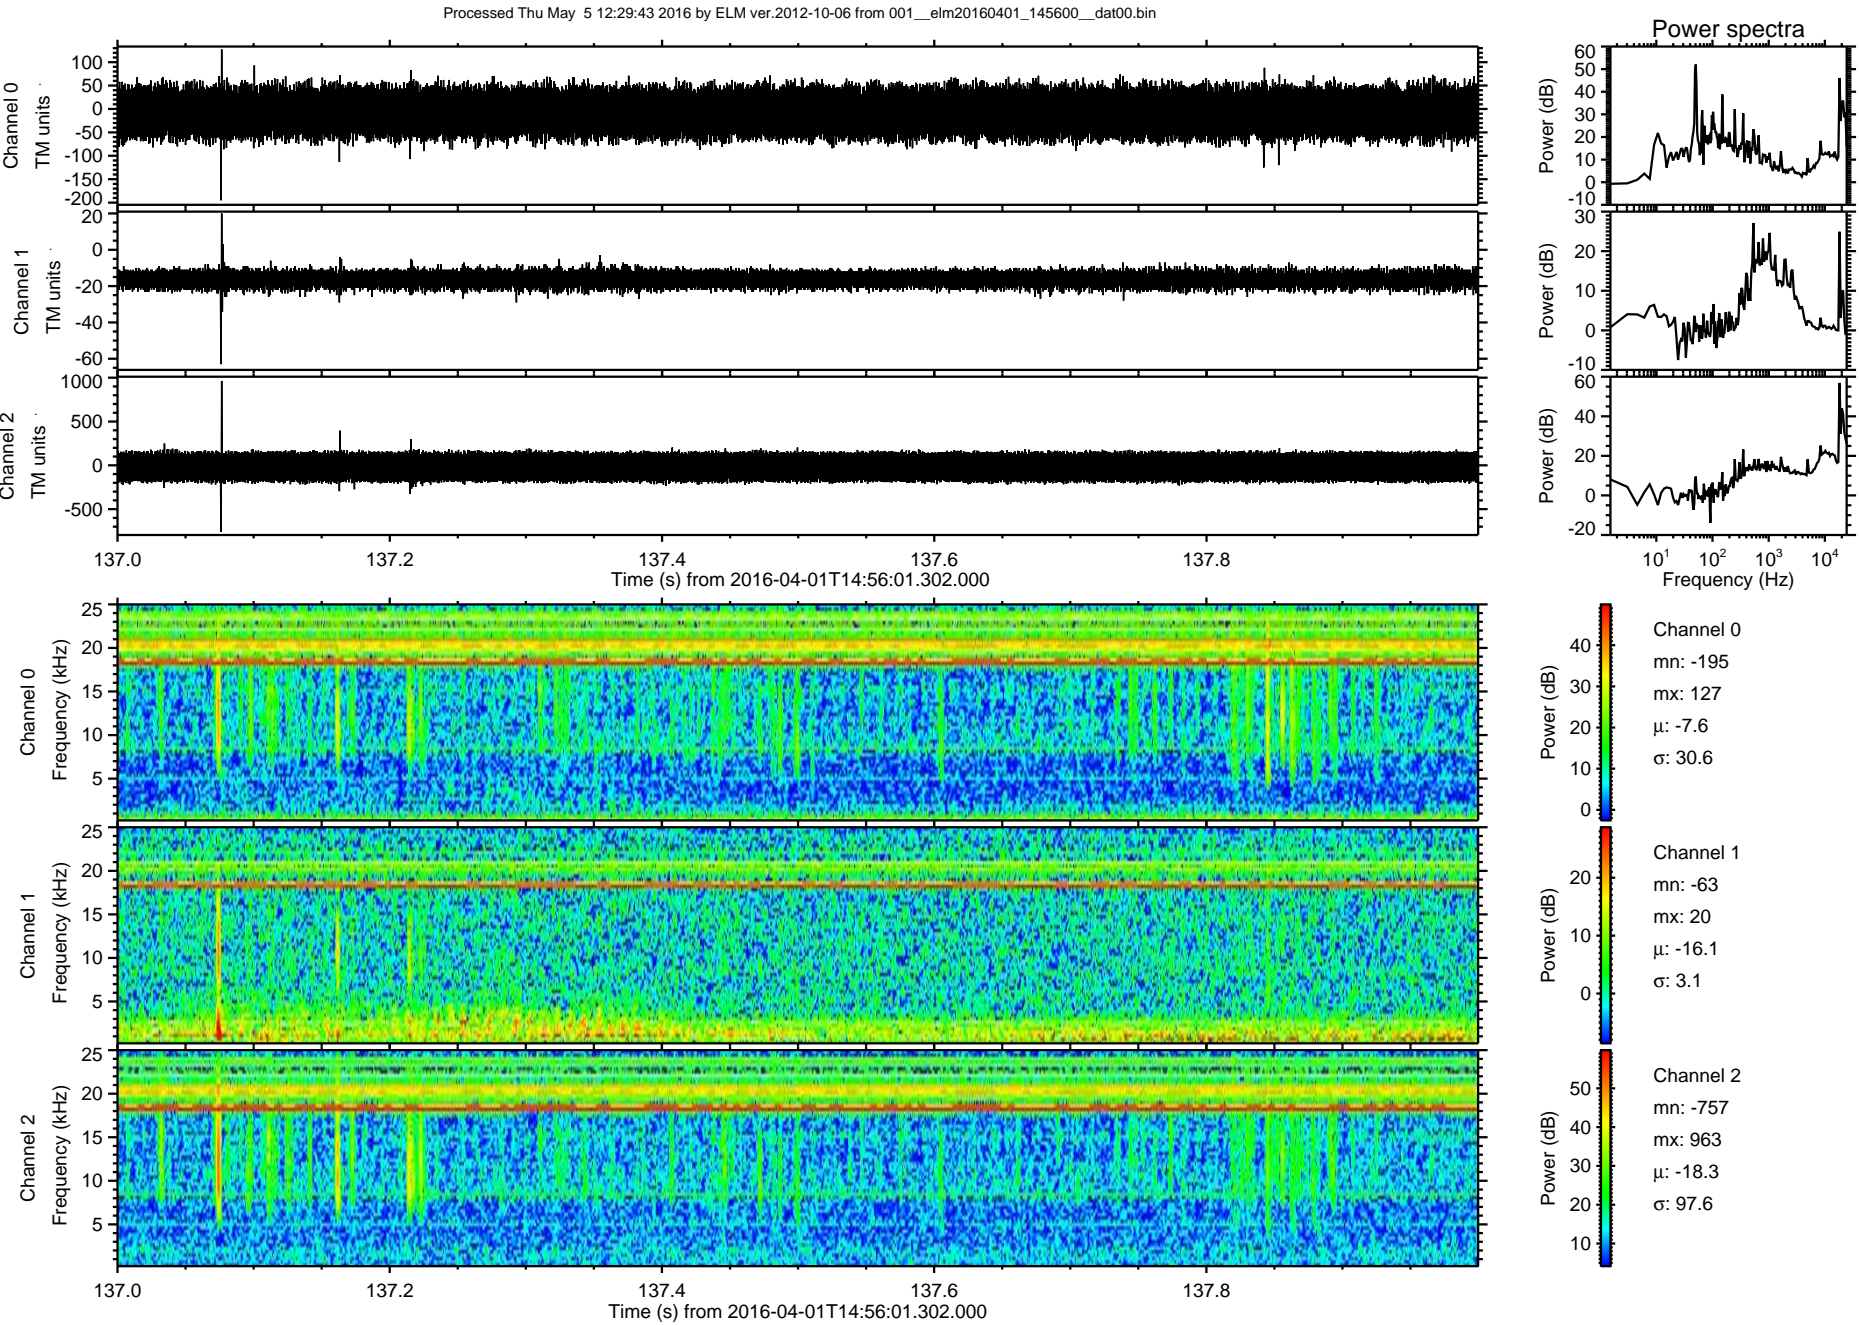 Processed Thu May  5 12:29:43 2016 by ELM ver.2012-10-06 from 001__elm20160401_145600__dat00.bin
Power spectra
Channel 0
TM units
100
50
0
-50
-100
-150
-200
Power (dB)
60
50
40
30
20
10
0
-10
Channel 1
TM units
20
0
-20
-40
-60
Power (dB)
30
20
10
0
-10
Channel 2
TM units
1000
500
0
-500
Power (dB)
60
40
20
0
-20
137.0 137.2 137.4 137.6 137.8
Time (s) from 2016-04-01T14:56:01.302.000
10^1 10^2 10^3 10^4
Frequency (Hz)
Channel 0
Frequency (kHz)
25
20
15
10
5
Power (dB)
40
30
20
10
0
Channel 0
mn: -195
mx: 127
μ: -7.6
σ: 30.6
Channel 1
Frequency (kHz)
25
20
15
10
5
Power (dB)
20
10
0
Channel 1
mn: -63
mx: 20
μ: -16.1
σ: 3.1
Channel 2
Frequency (kHz)
25
20
15
10
5
Power (dB)
50
40
30
20
10
Channel 2
mn: -757
mx: 963
μ: -18.3
σ: 97.6
137.0 137.2 137.4 137.6 137.8
Time (s) from 2016-04-01T14:56:01.302.000